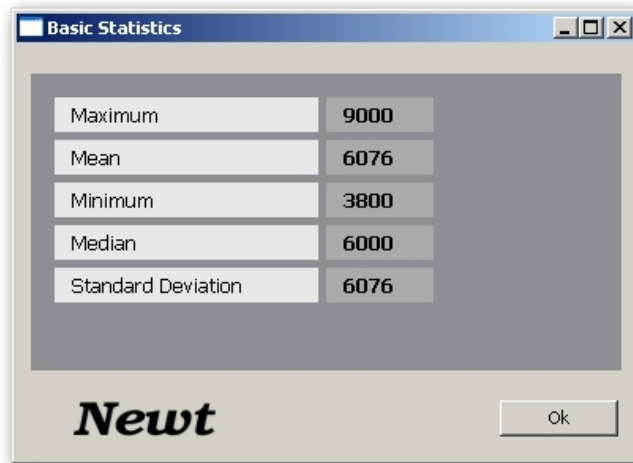 Basic Statistics
Maximum 9000
Mean 6076
Minimum 3800
Median 6000
Standard Deviation 6076
Newt
Ok